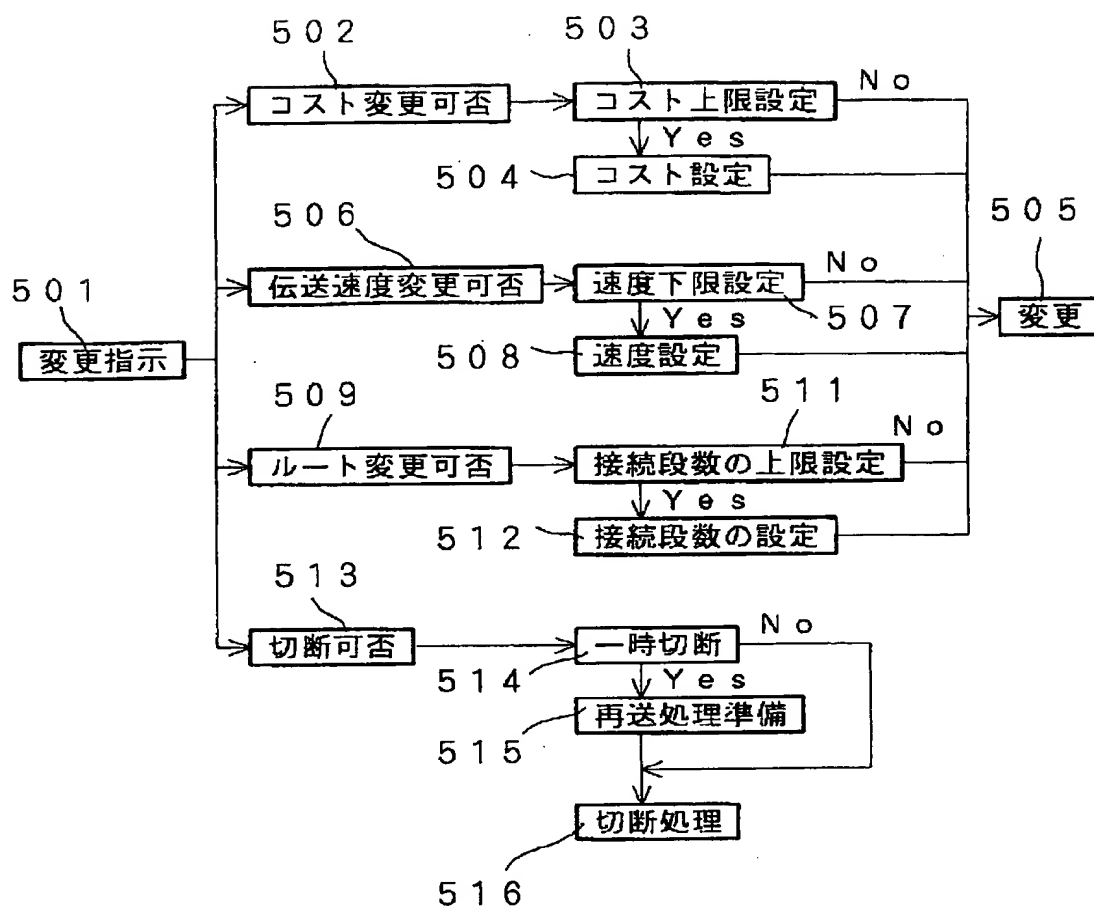 502
503
コスト変更可否
コスト上限設定
No
Yes
504
コスト設定
506
505
伝送速度変更可否
速度下限設定
No
501
Yes
507
変更
変更指示
508
速度設定
509
511
ルート変更可否
接続段数の上限設定
No
Yes
512
接続段数の設定
513
切断可否
一時切断
No
514
Yes
再送処理準備
515
切断処理
516